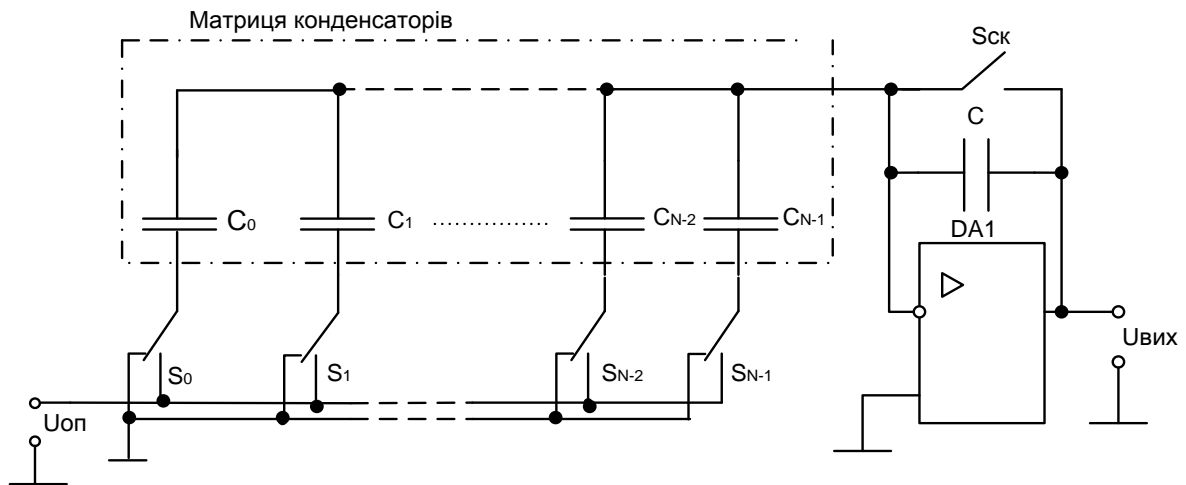 Матриця конденсаторів
Sск
C
C0
C1
CN-2
CN-1
DA1
S0
S1
SN-2
SN-1
Uоп
Uвих